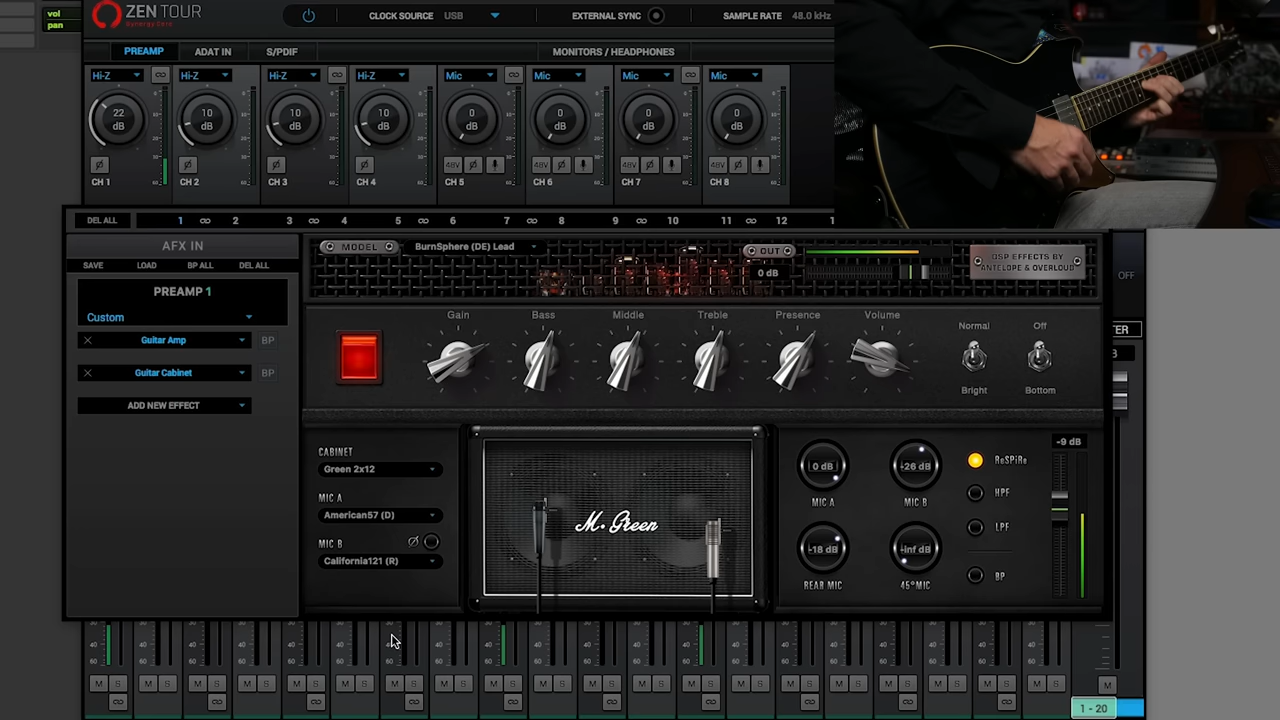 vol
pan
ZEN TOUR
Synergy Core
CLOCK SOURCE USB
EXTERNAL SYNC
SAMPLE RATE 48.0 kHz
PREAMP
ADAT IN
S/PDIF
MONITORS / HEADPHONES
Hi-Z Hi-Z Hi-Z Hi-Z Mic Mic Mic Mic
22 dB 10 dB 10 dB 10 dB 0 dB 0 dB 0 dB 0 dB
48V 48V 48V 48V
CH 1 CH 2 CH 3 CH 4 CH 5 CH 6 CH 7 CH 8
DEL ALL 1 2 3 4 5 6 7 8 9 10 11 12
AFX IN
SAVE LOAD BP ALL DEL ALL
PREAMP 1
Custom
Guitar Amp BP
Guitar Cabinet BP
ADD NEW EFFECT
MODEL BurnSphere (DE) Lead
OUT
0 dB
DSP EFFECTS BY
ANTELOPE & OVERLOUD
OFF
Gain Bass Middle Treble Presence Volume
Normal Off
Bright Bottom
CABINET
Green 2x12
MIC A
American57 (D)
MIC B
California121 (R)
M. Green
0 dB -26 dB
MIC A MIC B
-18 dB -inf dB
REAR MIC 45°MIC
ReSPiRe
HPF
LPF
BP
-9 dB
M S M S M S M S M S M S M S M S M S M S M S M S M S M S M S M S M S M S M S M S M
1 - 20